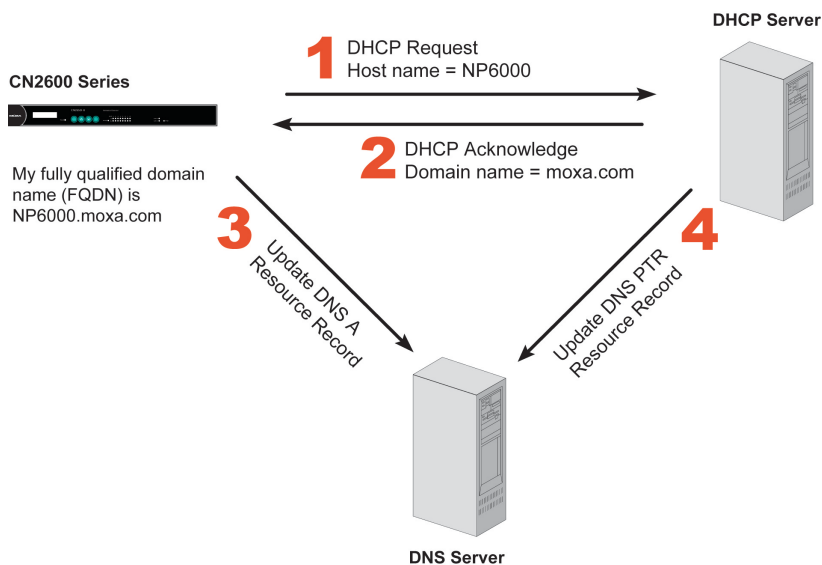 DHCP Server
1
DHCP Request
Host name = NP6000
CN2600 Series
2
DHCP Acknowledge
Domain name = moxa.com
My fully qualified domain
name (FQDN) is
NP6000.moxa.com
3
Update DNS A
Resource Record
4
Update DNS PTR
Resource Record
DNS Server